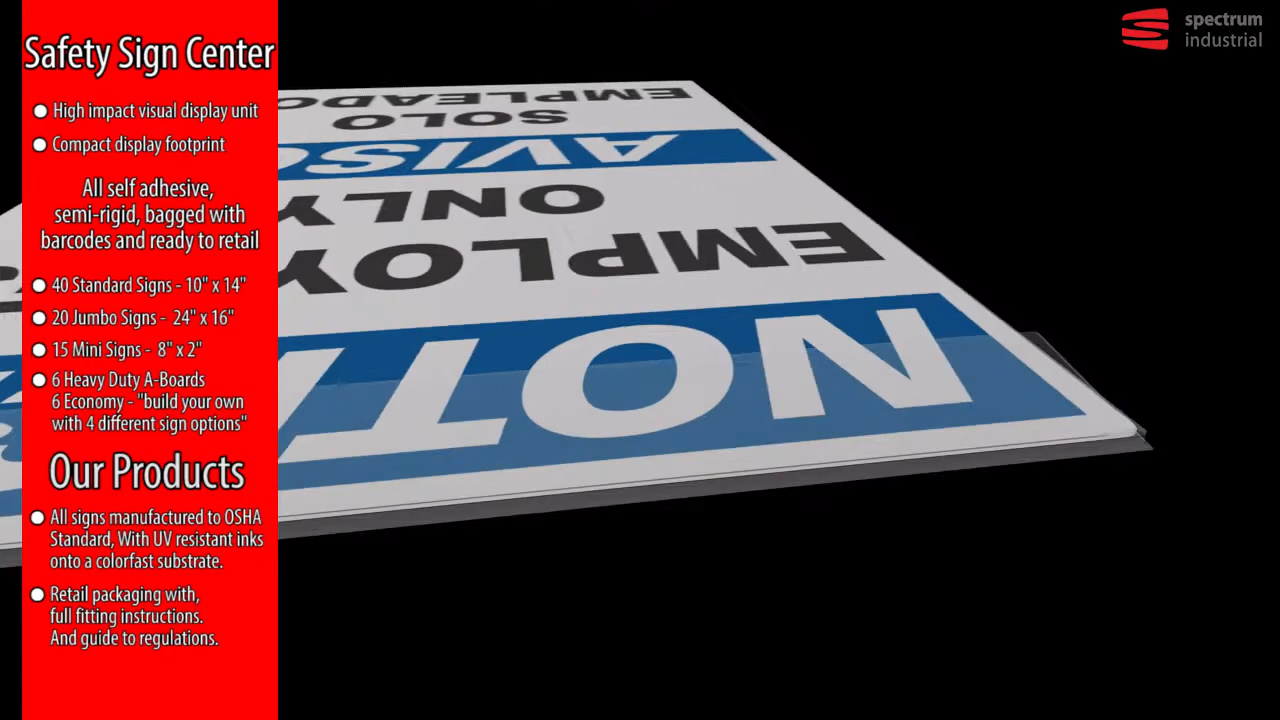 Safety Sign Center
High impact visual display unit
Compact display footprint
All self adhesive,
semi-rigid, bagged with
barcodes and ready to retail
40 Standard Signs - 10" x 14"
20 Jumbo Signs - 24" x 16"
15 Mini Signs - 8" x 2"
6 Heavy Duty A-Boards
6 Economy - "build your own
with 4 different sign options"
Our Products
All signs manufactured to OSHA
Standard, With UV resistant inks
onto a colorfast substrate.
Retail packaging with,
full fitting instructions.
And guide to regulations.
spectrum
industrial
NOT
EMPLOY
ONLY
AVISO
SOLO
EMPLEADO